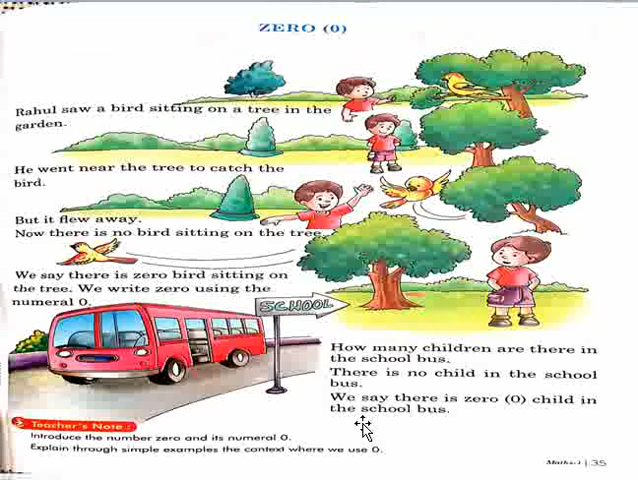 ZERO (0)
Rahul saw a bird sitting on a tree in the
garden.
He went near the tree to catch the
bird.
But it flew away.
Now there is no bird sitting on the tree.
We say there is zero bird sitting on
the tree. We write zero using the
numeral 0.
SCHOOL
How many children are there in
the school bus.
There is no child in the school
bus.
We say there is zero (0) child in
the school bus.
Teacher's Note:
Introduce the number zero and its numeral 0.
Explain through simple examples the context where we use 0.
Maths-1 | 35